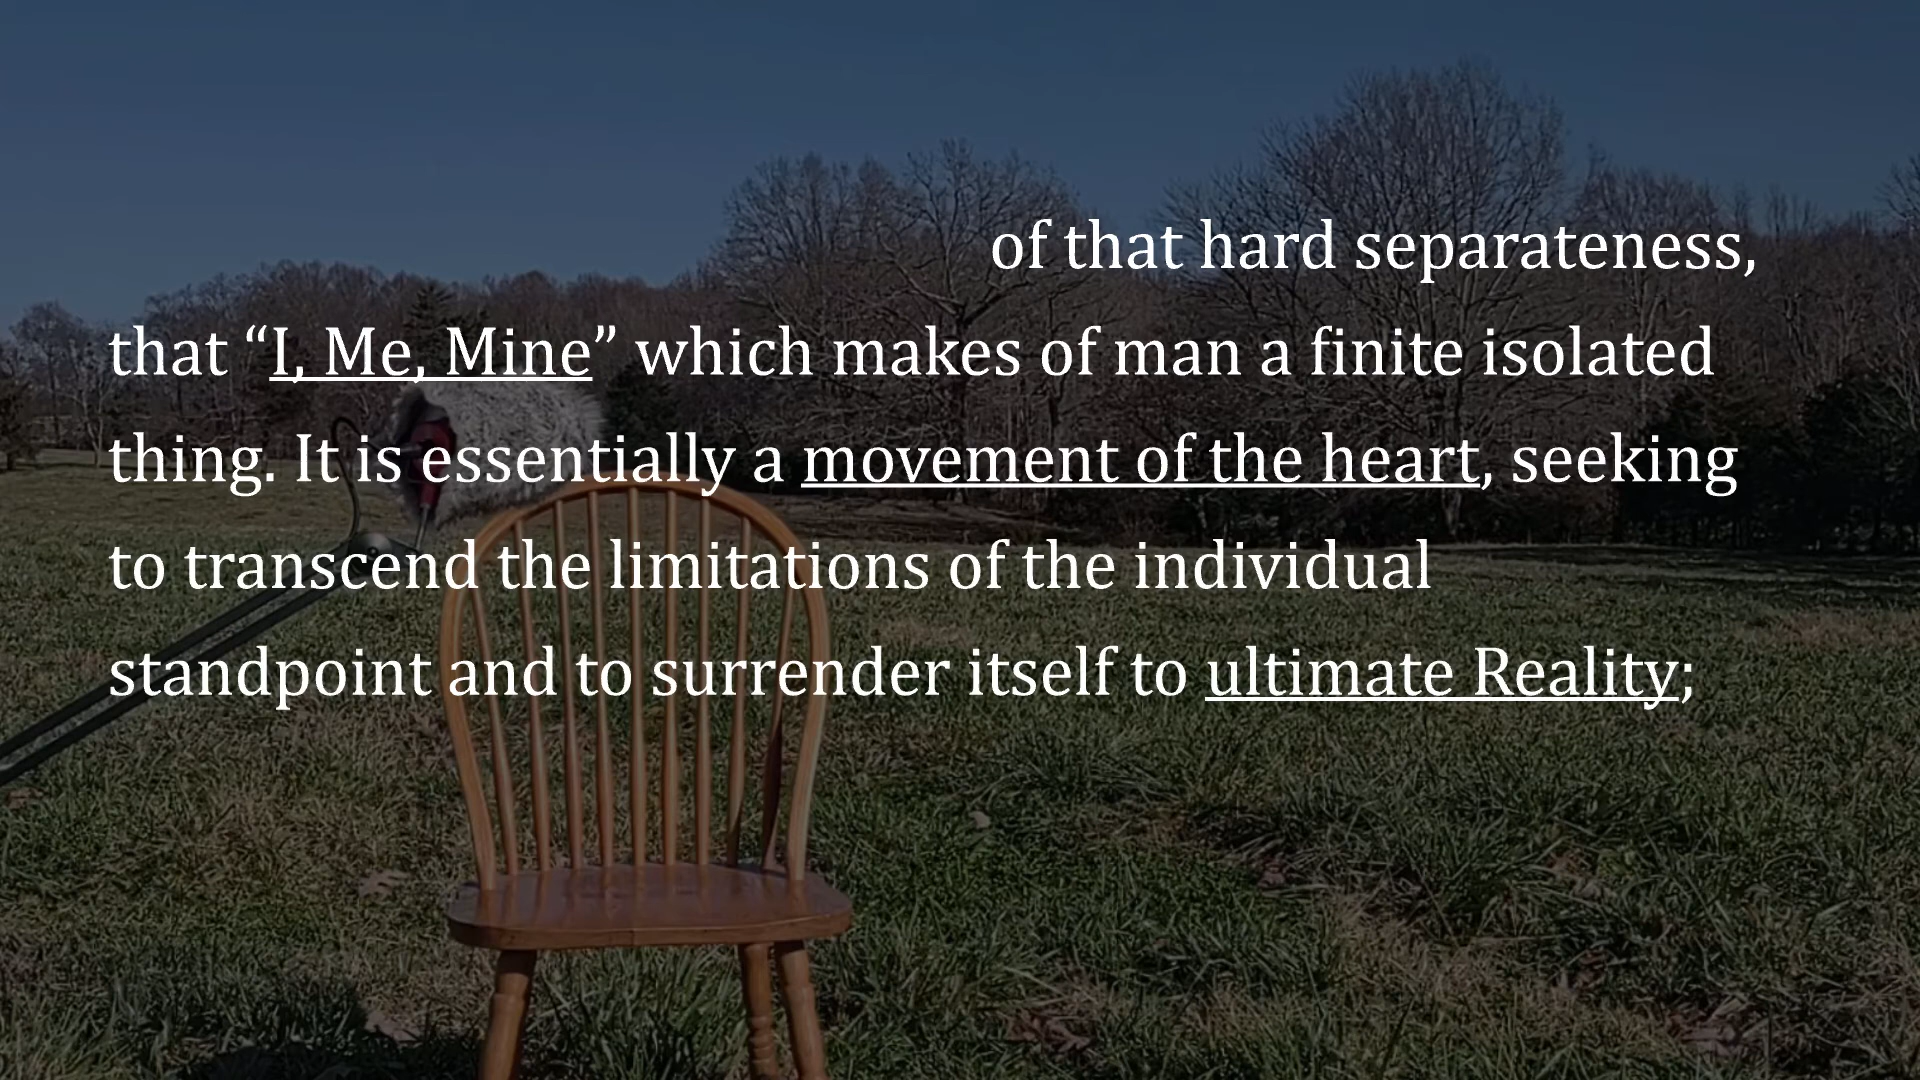 of that hard separateness,
that “I, Me, Mine” which makes of man a finite isolated
thing. It is essentially a movement of the heart, seeking
to transcend the limitations of the individual
standpoint and to surrender itself to ultimate Reality;